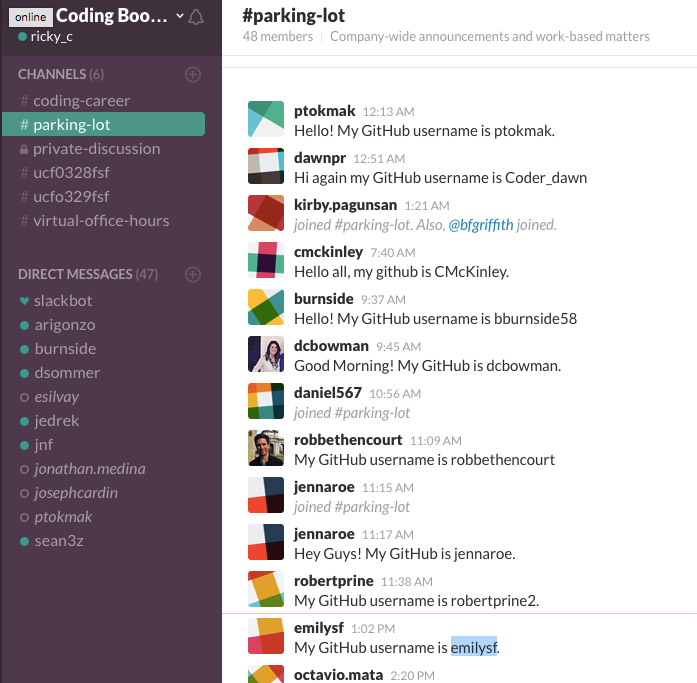 online Coding Boo...
ricky_c
CHANNELS (6)
# coding-career
# parking-lot
private-discussion
# ucf0328fsf
# ucfo329fsf
# virtual-office-hours
DIRECT MESSAGES (47)
slackbot
arigonzo
burnside
dsommer
esilvay
jedrek
jnf
jonathan.medina
josephcardin
ptokmak
sean3z
#parking-lot
48 members Company-wide announcements and work-based matters
ptokmak 12:13 AM
Hello! My GitHub username is ptokmak.
dawnpr 12:51 AM
Hi again my GitHub username is Coder_dawn
kirby.pagunsan 1:21 AM
joined #parking-lot. Also, @bfgriffith joined.
cmckinley 7:40 AM
Hello all, my github is CMcKinley.
burnside 9:37 AM
Hello! My GitHub username is bburnside58
dcbowman 9:45 AM
Good Morning! My GitHub is dcbowman.
daniel567 10:56 AM
joined #parking-lot
robbethencourt 11:09 AM
My GitHub username is robbethencourt
jennaroe 11:15 AM
joined #parking-lot
jennaroe 11:17 AM
Hey Guys! My GitHub is jennaroe.
robertprine 11:38 AM
My GitHub username is robertprine2.
emilysf 1:02 PM
My GitHub username is emilysf.
octavio.mata 2:20 PM